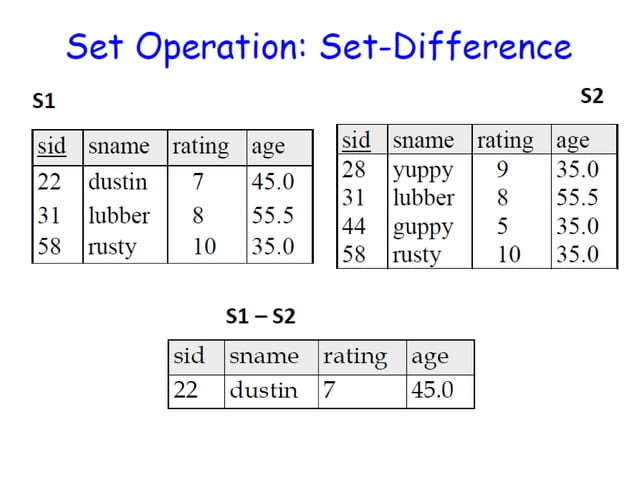 Set Operation: Set-Difference
S1
sid sname rating age
22 dustin 7 45.0
31 lubber 8 55.5
58 rusty 10 35.0
S2
sid sname rating age
28 yuppy 9 35.0
31 lubber 8 55.5
44 guppy 5 35.0
58 rusty 10 35.0
S1 – S2
sid sname rating age
22 dustin 7 45.0